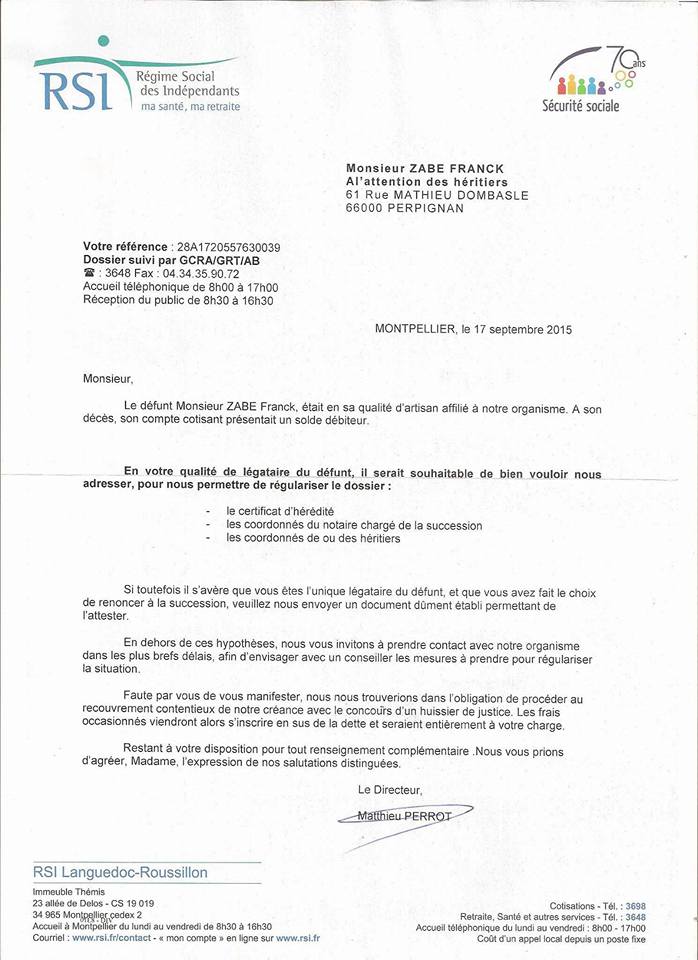 RSI
Régime Social
des Indépendants
ma santé, ma retraite
70 ans
Sécurité sociale
Monsieur ZABE FRANCK
Al'attention des héritiers
61 Rue MATHIEU DOMBASLE
66000 PERPIGNAN
Votre référence : 28A1720557630039
Dossier suivi par GCRA/GRT/AB
☎ : 3648 Fax : 04.34.35.90.72
Accueil téléphonique de 8h00 à 17h00
Réception du public de 8h30 à 16h30
MONTPELLIER, le 17 septembre 2015
Monsieur,
Le défunt Monsieur ZABE Franck, était en sa qualité d'artisan affilié à notre organisme. A son
décès, son compte cotisant présentait un solde débiteur.
En votre qualité de légataire du défunt, il serait souhaitable de bien vouloir nous
adresser, pour nous permettre de régulariser le dossier :
- le certificat d'hérédité
- les coordonnés du notaire chargé de la succession
- les coordonnés de ou des héritiers
Si toutefois il s'avère que vous êtes l'unique légataire du défunt, et que vous avez fait le choix
de renoncer à la succession, veuillez nous envoyer un document dûment établi permettant de
l'attester.
En dehors de ces hypothèses, nous vous invitons à prendre contact avec notre organisme
dans les plus brefs délais, afin d'envisager avec un conseiller les mesures à prendre pour régulariser
la situation.
Faute par vous de vous manifester, nous nous trouverions dans l'obligation de procéder au
recouvrement contentieux de notre créance avec le concours d'un huissier de justice. Les frais
occasionnés viendront alors s'inscrire en sus de la dette et seraient entièrement à votre charge.
Restant à votre disposition pour tout renseignement complémentaire .Nous vous prions
d'agréer, Madame, l'expression de nos salutations distinguées.
Le Directeur,
Matthieu PERROT
RSI Languedoc-Roussillon
Immeuble Thémis
23 allée de Delos - CS 19 019
34 965 Montpellier cedex 2
Accueil à Montpellier du lundi au vendredi de 8h30 à 16h30
Courriel : www.rsi.fr/contact - « mon compte » en ligne sur www.rsi.fr
Cotisations - Tél. : 3698
Retraite, Santé et autres services - Tél. : 3648
Accueil téléphonique du lundi au vendredi : 8h00 - 17h00
Coût d'un appel local depuis un poste fixe